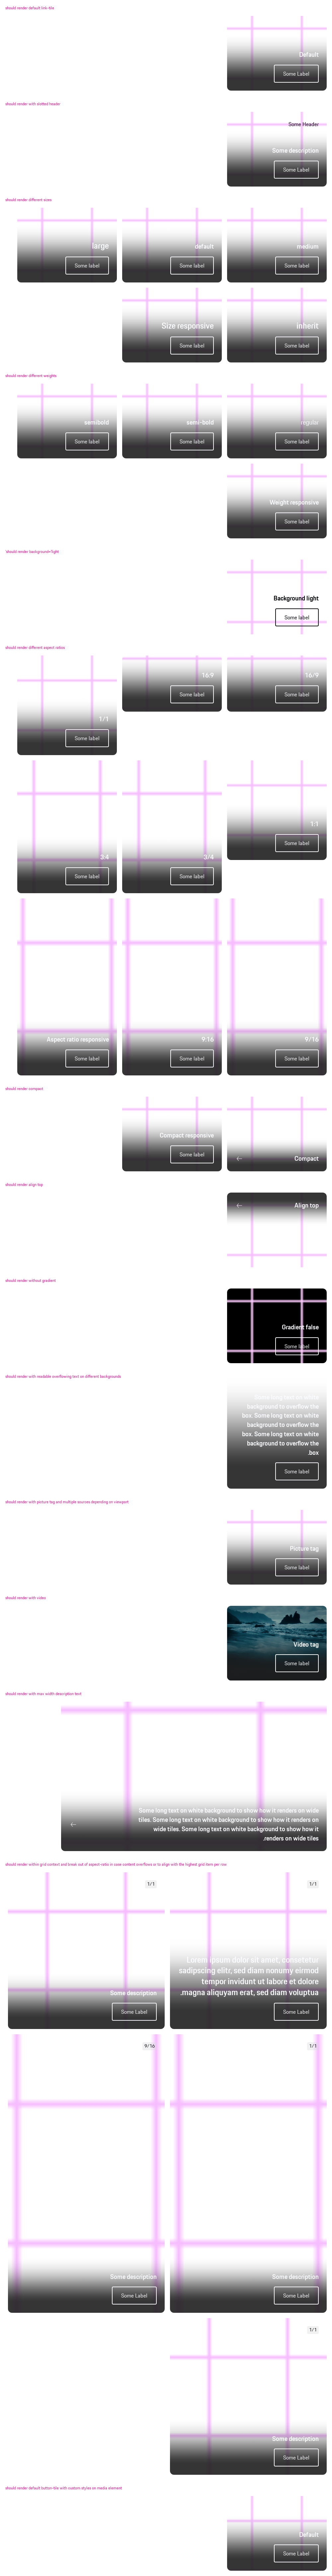 should render default link-tile
Default
Some Label
should render with slotted header
Some Header
Some description
Some Label
should render different sizes
large
Some label
default
Some label
medium
Some label
Size responsive
Some label
inherit
Some label
should render different weights
semibold
Some label
semi-bold
Some label
regular
Some label
Weight responsive
Some label
should render background=light
Background light
Some label
should render different aspect ratios
1/1
Some label
16:9
Some label
16/9
Some label
3:4
Some label
3/4
Some label
1:1
Some label
Aspect ratio responsive
Some label
9:16
Some label
9/16
Some label
should render compact
Compact responsive
Some label
← Compact
should render align top
← Align top
should render without gradient
Gradient false
Some label
should render with readable overflowing text on different backgrounds
background to overflow the
box. Some long text on white
background to overflow the
box. Some long text on white
background to overflow the
.box
Some label
should render with picture tag and multiple sources depending on viewport
Picture tag
Some label
should render with video
Video tag
Some label
should render with max width description text
Some long text on white background to show how it renders on wide
tiles. Some long text on white background to show how it renders on
wide tiles. Some long text on white background to show how it
.renders on wide tiles
←
should render within grid context and break out of aspect ratio in case content overflows or to align with the highest grid item per row
1/1
Some description
Some Label
1/1
Lorem ipsum dolor sit amet, consetetur
sadipscing elitr, sed diam nonumy eirmod
tempor invidunt ut labore et dolore
.magna aliquyam erat, sed diam voluptua
Some Label
9/16
Some description
Some Label
1/1
Some description
Some Label
1/1
Some description
Some Label
should render default button-tile with custom styles on media element
Default
Some Label